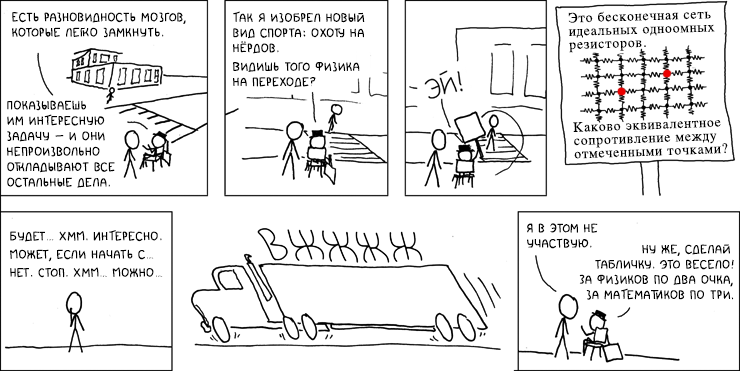 ЕСТЬ РАЗНОВИДНОСТЬ МОЗГОВ,
КОТОРЫЕ ЛЕГКО ЗАМКНУТЬ.
ПОКАЗЫВАЕШЬ
ИМ ИНТЕРЕСНУЮ
ЗАДАЧУ — И ОНИ
НЕПРОИЗВОЛЬНО
ОТКЛАДЫВАЮТ ВСЕ
ОСТАЛЬНЫЕ ДЕЛА.
ТАК Я ИЗОБРЕЛ НОВЫЙ
ВИД СПОРТА: ОХОТУ НА
НЁРДОВ.
ВИДИШЬ ТОГО ФИЗИКА
НА ПЕРЕХОДЕ?
ЭЙ!
Это бесконечная сеть
идеальных одноомных
резисторов.
Каково эквивалентное
сопротивление между
отмеченными точками?
БУДЕТ... ХММ. ИНТЕРЕСНО.
МОЖЕТ, ЕСЛИ НАЧАТЬ С...
НЕТ. СТОП. ХММ... МОЖНО...
ВЖЖЖЖ
Я В ЭТОМ НЕ
УЧАСТВУЮ.
НУ ЖЕ, СДЕЛАЙ
ТАБЛИЧКУ. ЭТО ВЕСЕЛО!
ЗА ФИЗИКОВ ПО ДВА ОЧКА,
ЗА МАТЕМАТИКОВ ПО ТРИ.